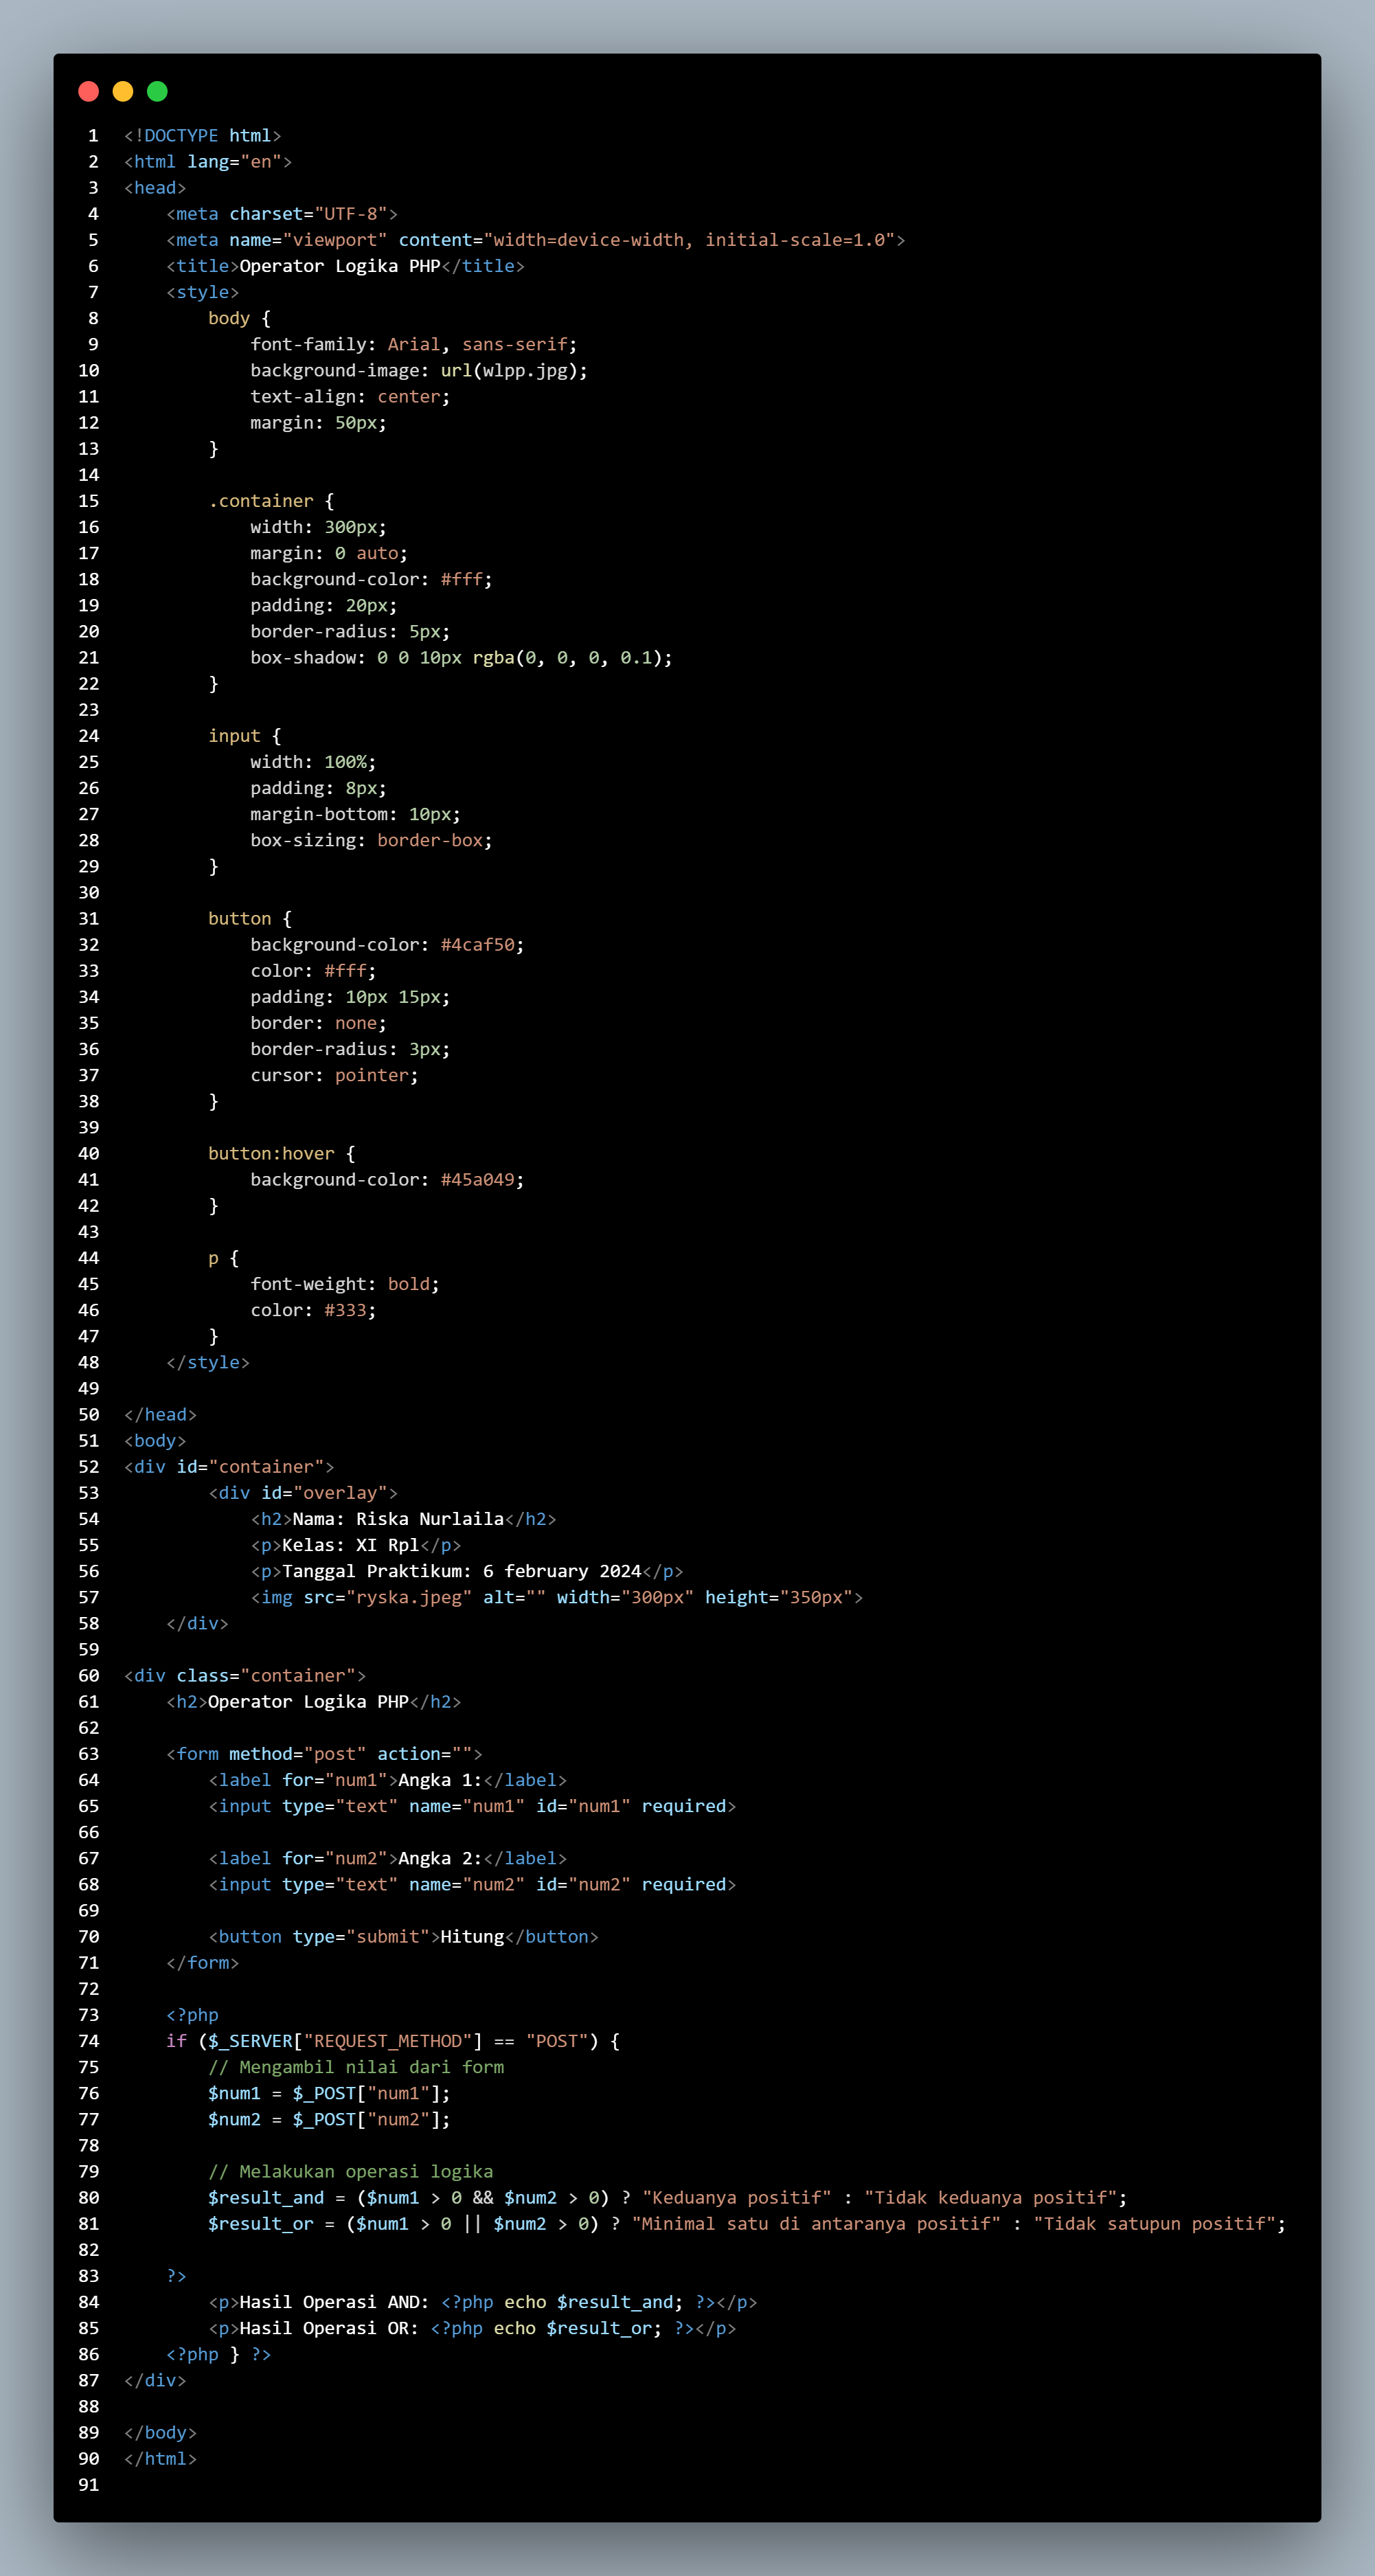 1 <!DOCTYPE html>
2 <html lang="en">
3 <head>
4     <meta charset="UTF-8">
5     <meta name="viewport" content="width=device-width, initial-scale=1.0">
6     <title>Operator Logika PHP</title>
7     <style>
8         body {
9             font-family: Arial, sans-serif;
10             background-image: url(wlpp.jpg);
11             text-align: center;
12             margin: 50px;
13         }
14
15         .container {
16             width: 300px;
17             margin: 0 auto;
18             background-color: #fff;
19             padding: 20px;
20             border-radius: 5px;
21             box-shadow: 0 0 10px rgba(0, 0, 0, 0.1);
22         }
23
24         input {
25             width: 100%;
26             padding: 8px;
27             margin-bottom: 10px;
28             box-sizing: border-box;
29         }
30
31         button {
32             background-color: #4caf50;
33             color: #fff;
34             padding: 10px 15px;
35             border: none;
36             border-radius: 3px;
37             cursor: pointer;
38         }
39
40         button:hover {
41             background-color: #45a049;
42         }
43
44         p {
45             font-weight: bold;
46             color: #333;
47         }
48     </style>
49
50 </head>
51 <body>
52 <div id="container">
53         <div id="overlay">
54             <h2>Nama: Riska Nurlaila</h2>
55             <p>Kelas: XI Rpl</p>
56             <p>Tanggal Praktikum: 6 february 2024</p>
57             <img src="ryska.jpeg" alt="" width="300px" height="350px">
58     </div>
59
60 <div class="container">
61     <h2>Operator Logika PHP</h2>
62
63     <form method="post" action="">
64         <label for="num1">Angka 1:</label>
65         <input type="text" name="num1" id="num1" required>
66
67         <label for="num2">Angka 2:</label>
68         <input type="text" name="num2" id="num2" required>
69
70         <button type="submit">Hitung</button>
71     </form>
72
73     <?php
74     if ($_SERVER["REQUEST_METHOD"] == "POST") {
75         // Mengambil nilai dari form
76         $num1 = $_POST["num1"];
77         $num2 = $_POST["num2"];
78
79         // Melakukan operasi logika
80         $result_and = ($num1 > 0 && $num2 > 0) ? "Keduanya positif" : "Tidak keduanya positif";
81         $result_or = ($num1 > 0 || $num2 > 0) ? "Minimal satu di antaranya positif" : "Tidak satupun positif";
82
83     ?>
84         <p>Hasil Operasi AND: <?php echo $result_and; ?></p>
85         <p>Hasil Operasi OR: <?php echo $result_or; ?></p>
86     <?php } ?>
87 </div>
88
89 </body>
90 </html>
91